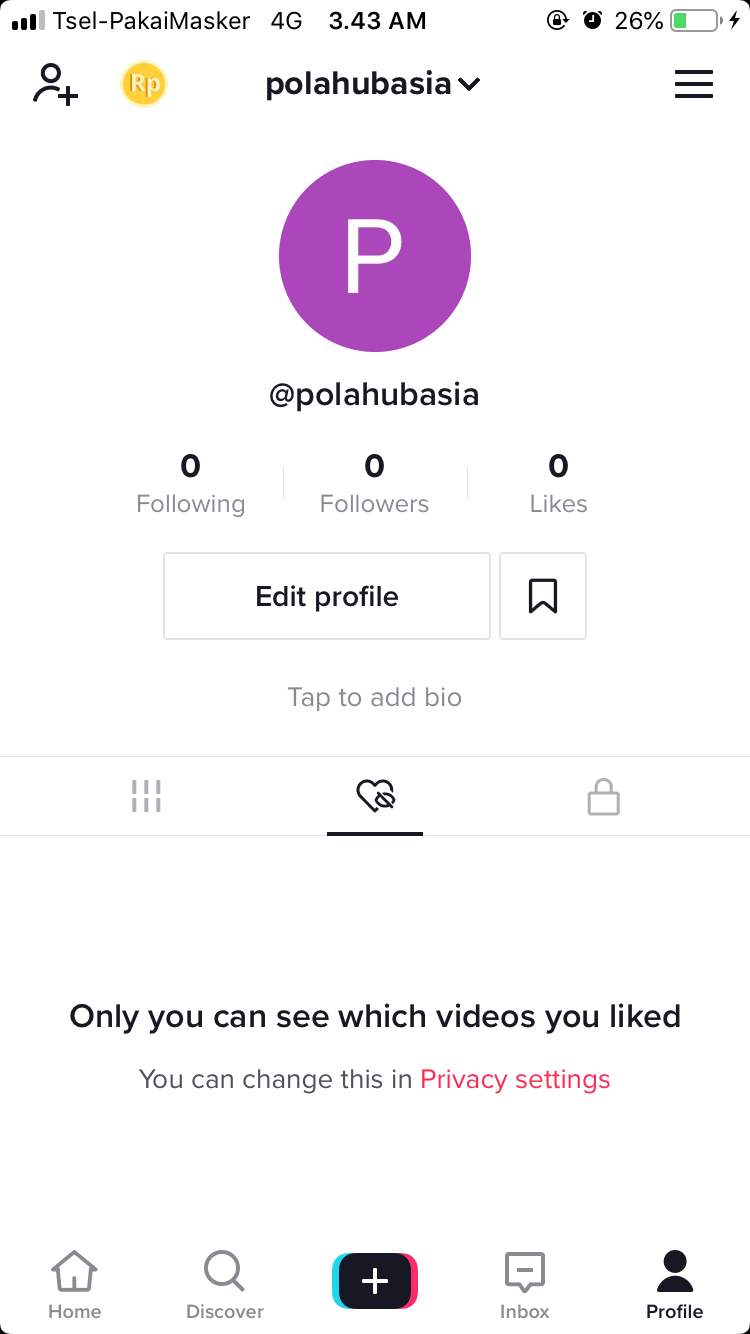 Tsel-PakaiMasker 4G 3.43 AM 26%
Rp polahubasia
P
@polahubasia
0 0 0
Following Followers Likes
Edit profile
Tap to add bio
Only you can see which videos you liked
You can change this in Privacy settings
Home Discover Inbox Profile